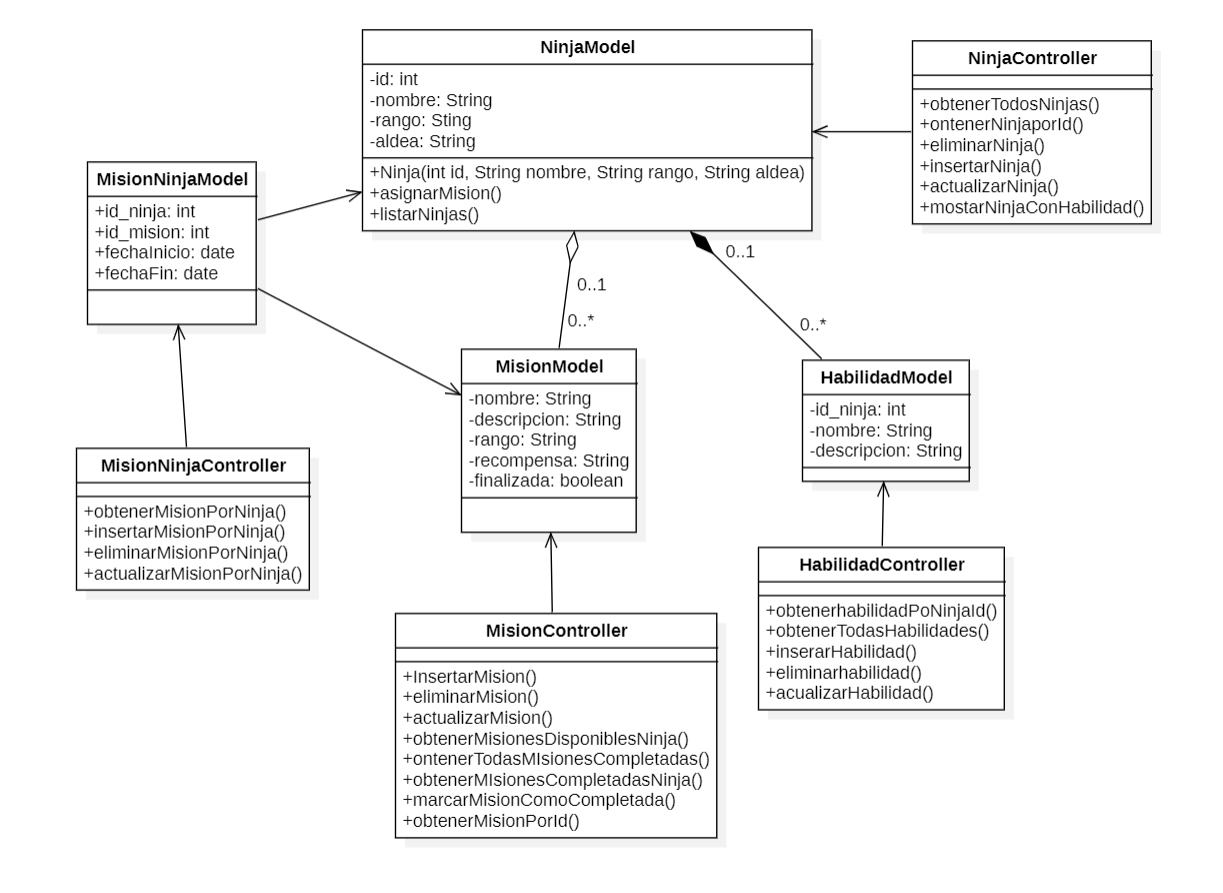 NinjaModel
-id: int
-nombre: String
-rango: Sting
-aldea: String
+Ninja(int id, String nombre, String rango, String aldea)
+asignarMision()
+listarNinjas()
NinjaController
+obtenerTodosNinjas()
+ontenerNinjaporId()
+eliminarNinja()
+insertarNinja()
+actualizarNinja()
+mostarNinjaConHabilidad()
MisionNinjaModel
+id_ninja: int
+id_mision: int
+fechaInicio: date
+fechaFin: date
0..1
0..*
0..1
0..*
MisionModel
-nombre: String
-descripcion: String
-rango: String
-recompensa: String
-finalizada: boolean
HabilidadModel
-id_ninja: int
-nombre: String
-descripcion: String
MisionNinjaController
+obtenerMisionPorNinja()
+insertarMisionPorNinja()
+eliminarMisionPorNinja()
+actualizarMisionPorNinja()
HabilidadController
+obtenerhabilidadPoNinjaId()
+obtenerTodasHabilidades()
+inserarHabilidad()
+eliminarhabilidad()
+acualizarHabilidad()
MisionController
+InsertarMision()
+eliminarMision()
+actualizarMision()
+obtenerMisionesDisponiblesNinja()
+ontenerTodasMIsionesCompletadas()
+obtenerMIsionesCompletadasNinja()
+marcarMisionComoCompletada()
+obtenerMisionPorId()